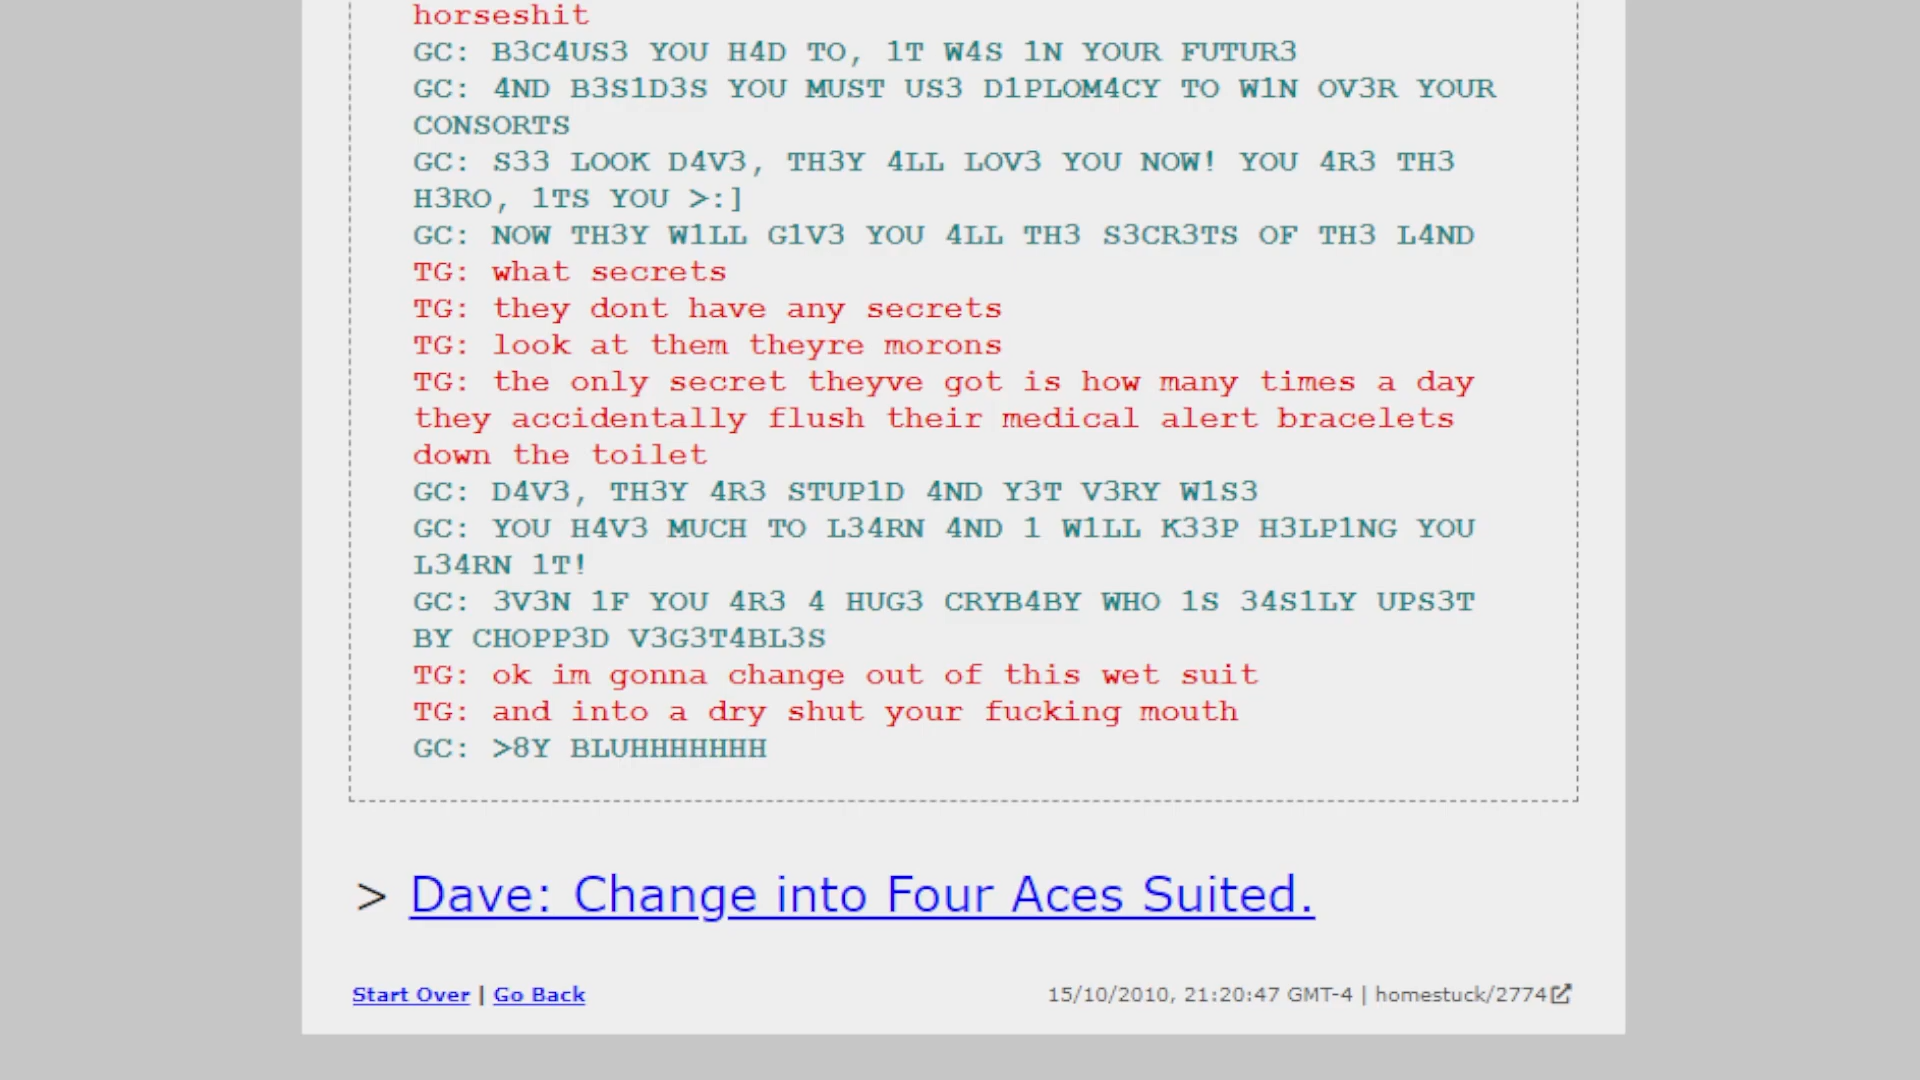 horseshit
GC: B3C4US3 YOU H4D TO, 1T W4S 1N YOUR FUTUR3
GC: 4ND B3S1D3S YOU MUST US3 D1PLOM4CY TO W1N OV3R YOUR
CONSORTS
GC: S33 LOOK D4V3, TH3Y 4LL LOV3 YOU NOW! YOU 4R3 TH3
H3RO, 1TS YOU >:]
GC: NOW TH3Y W1LL G1V3 YOU 4LL TH3 S3CR3TS OF TH3 L4ND
TG: what secrets
TG: they dont have any secrets
TG: look at them theyre morons
TG: the only secret theyve got is how many times a day
they accidentally flush their medical alert bracelets
down the toilet
GC: D4V3, TH3Y 4R3 STUP1D 4ND Y3T V3RY W1S3
GC: YOU H4V3 MUCH TO L34RN 4ND 1 W1LL K33P H3LP1NG YOU
L34RN 1T!
GC: 3V3N 1F YOU 4R3 4 HUG3 CRYB4BY WHO 1S 34S1LY UPS3T
BY CHOPP3D V3G3T4BL3S
TG: ok im gonna change out of this wet suit
TG: and into a dry shut your fucking mouth
GC: >8Y BLUHHHHHHH
> Dave: Change into Four Aces Suited.
Start Over | Go Back
15/10/2010, 21:20:47 GMT-4 | homestuck/2774